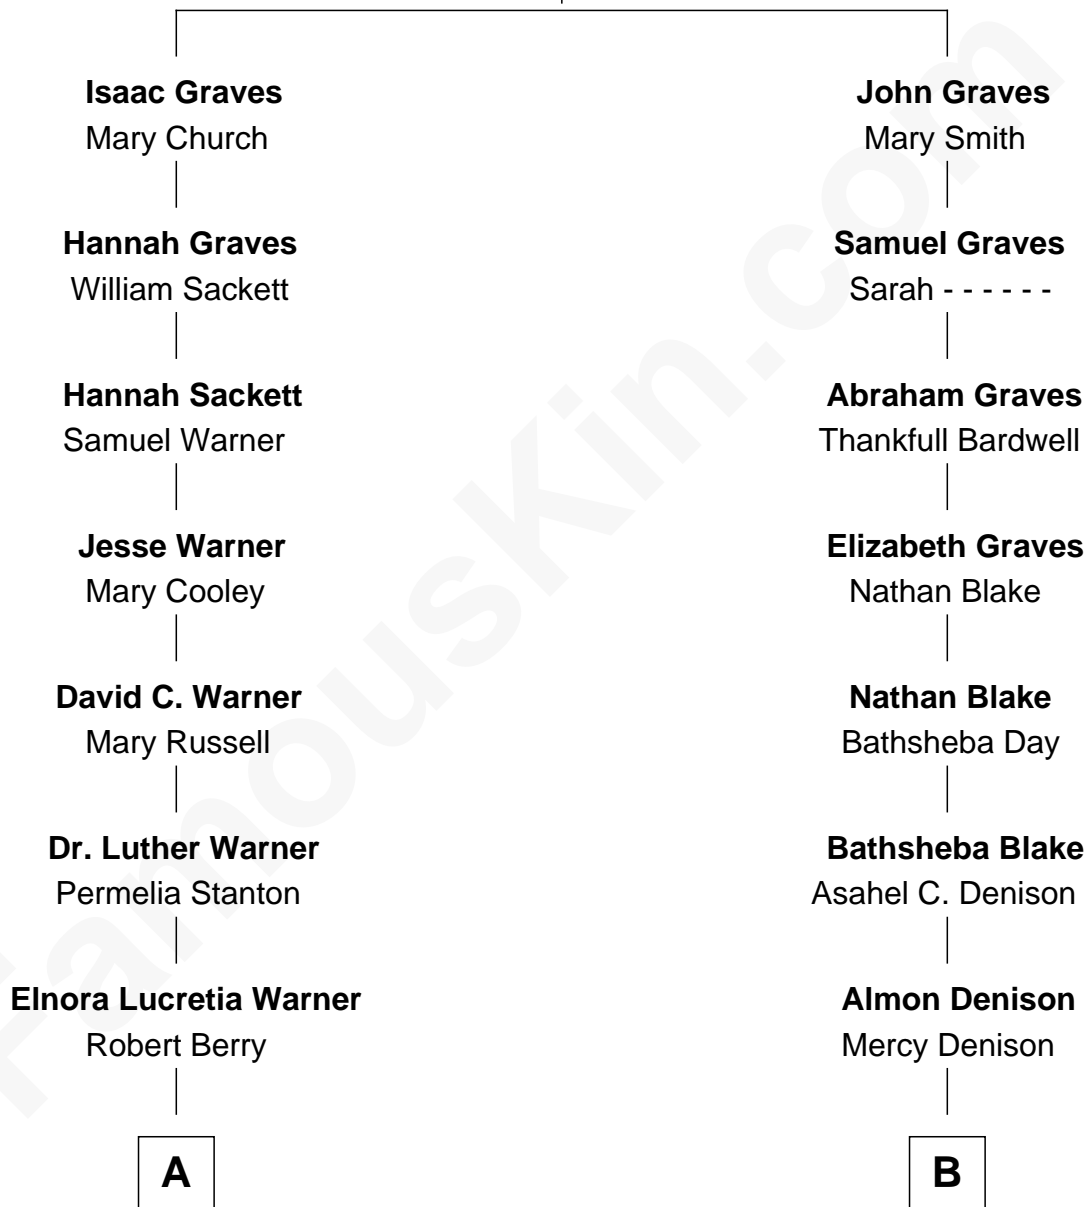 Isaac Graves
Mary Church
John Graves
Mary Smith
Hannah Graves
William Sackett
Samuel Graves
Sarah - - - - - -
Hannah Sackett
Samuel Warner
Abraham Graves
Thankfull Bardwell
Jesse Warner
Mary Cooley
Elizabeth Graves
Nathan Blake
David C. Warner
Mary Russell
Nathan Blake
Bathsheba Day
Dr. Luther Warner
Permelia Stanton
Bathsheba Blake
Asahel C. Denison
Elnora Lucretia Warner
Robert Berry
Almon Denison
Mercy Denison
A
B
FamousKin.com